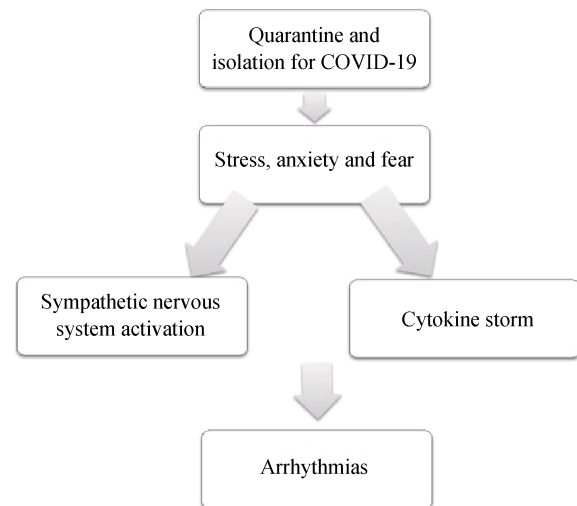 Quarantine and
isolation for COVID-19
Stress, anxiety and fear
Sympathetic nervous
system activation
Cytokine storm
Arrhythmias